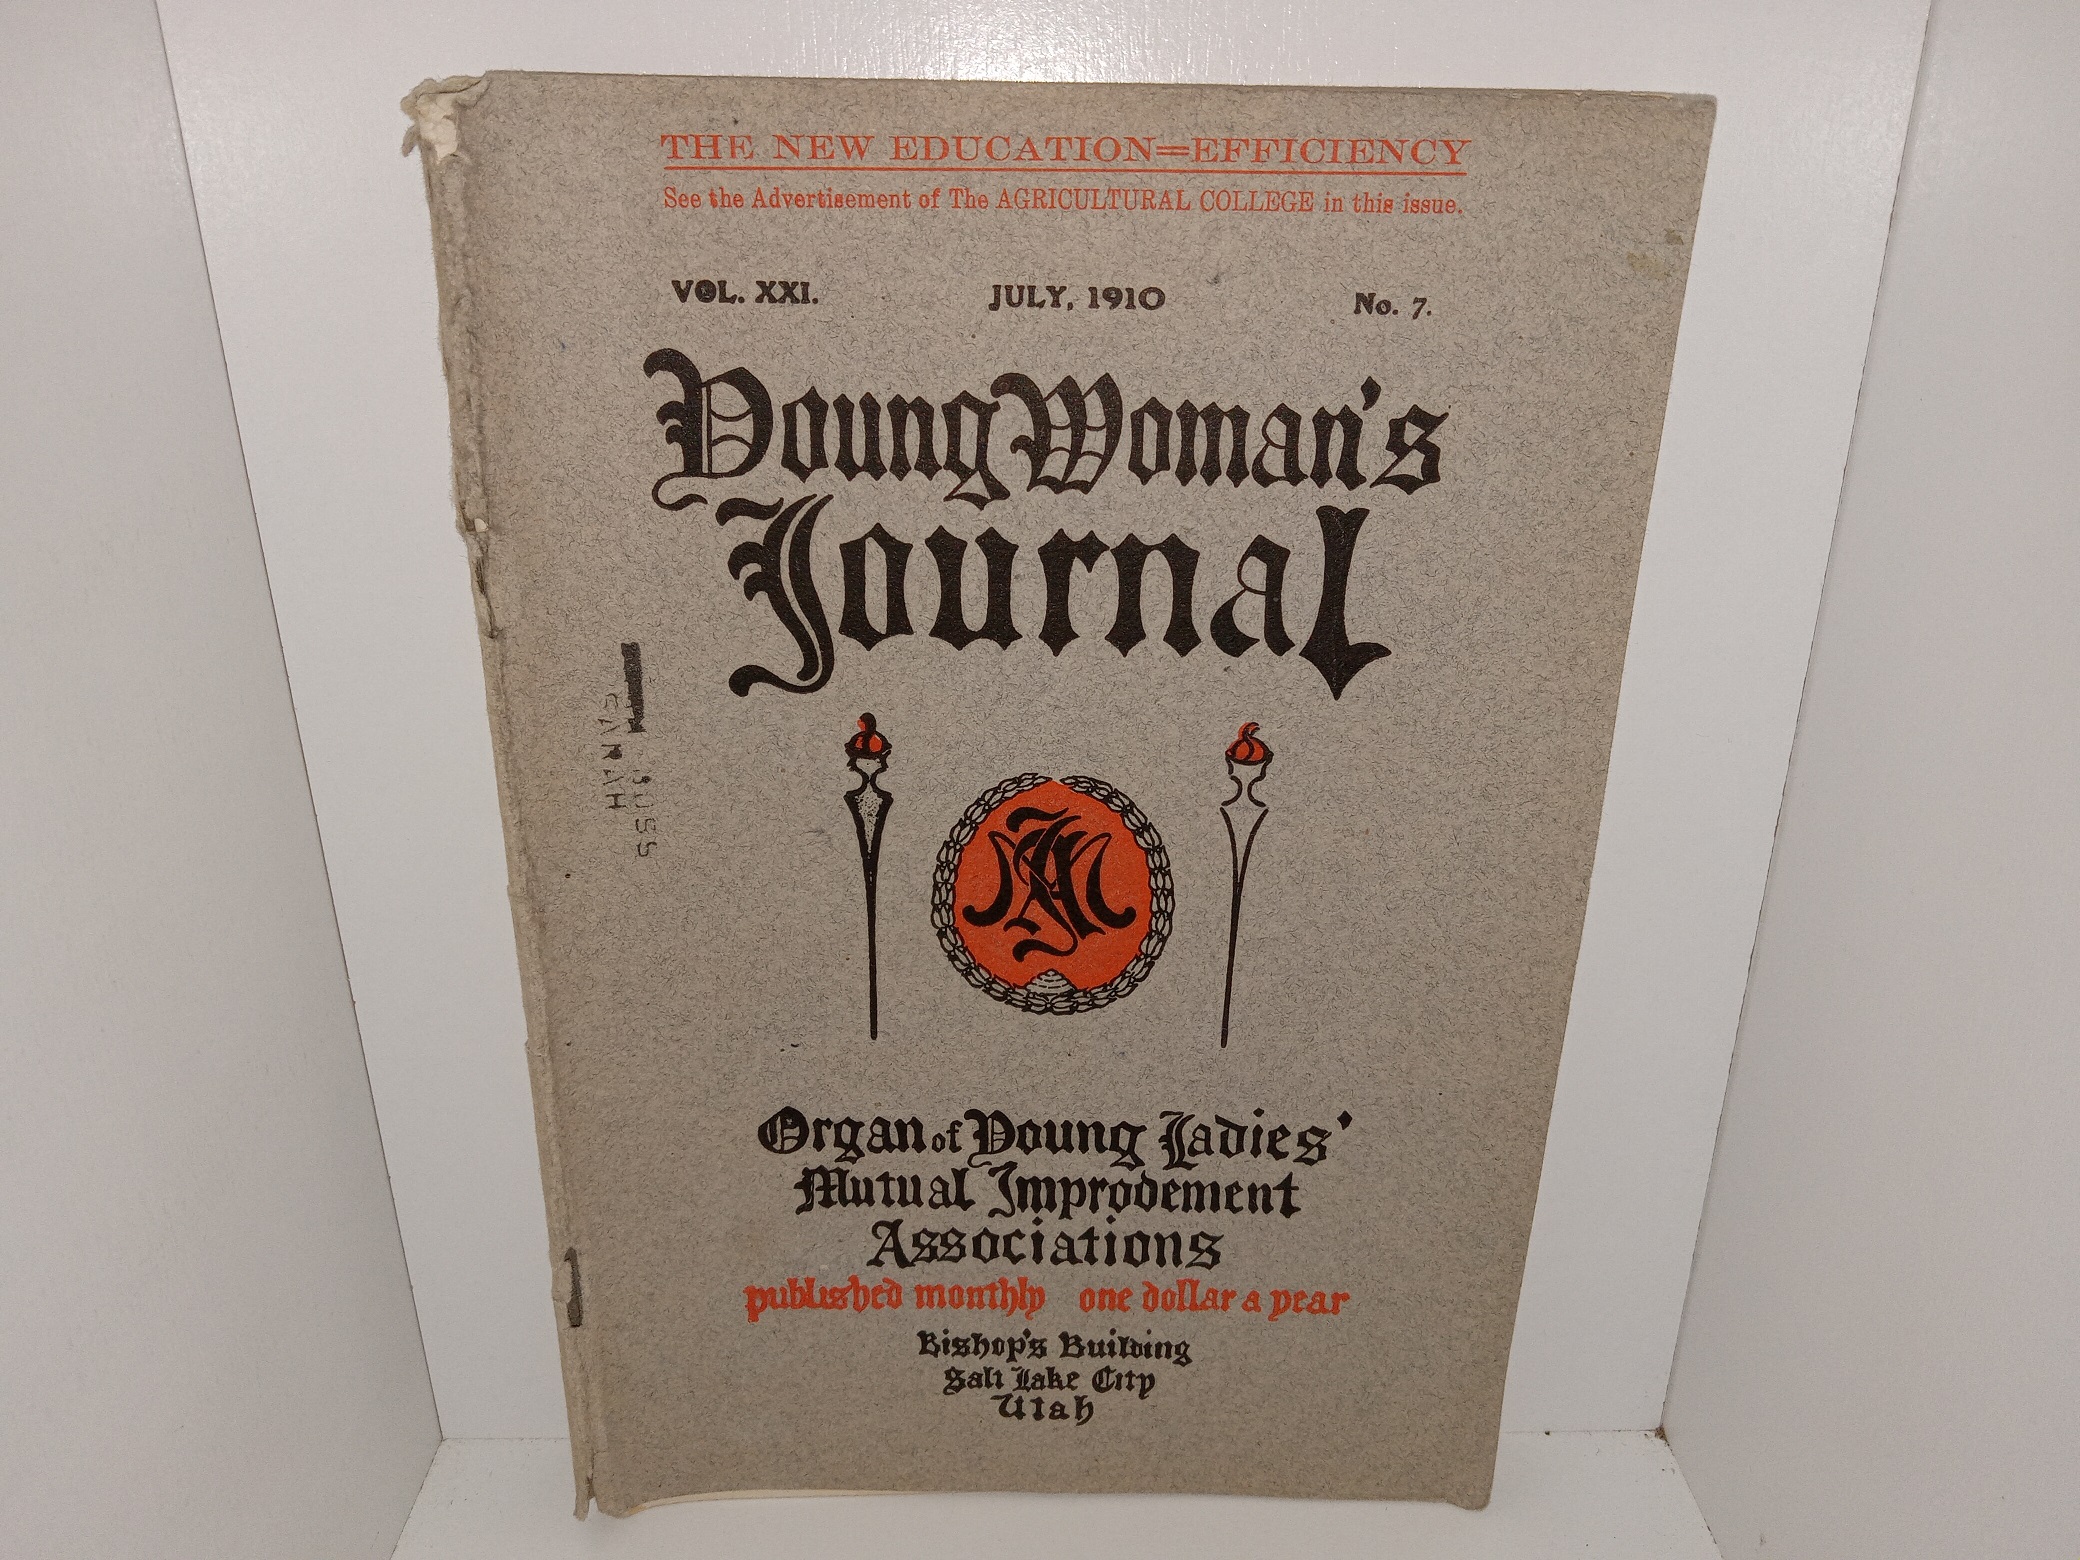 THE NEW EDUCATION=EFFICIENCY
See the Advertisement of The AGRICULTURAL COLLEGE in this issue.
VOL. XXI. JULY, 1910 No. 7.
Young Woman's
Journal
Organ of Young Ladies'
Mutual Improvement
Associations
published monthly one dollar a year
Bishop's Building
Salt Lake City
Utah